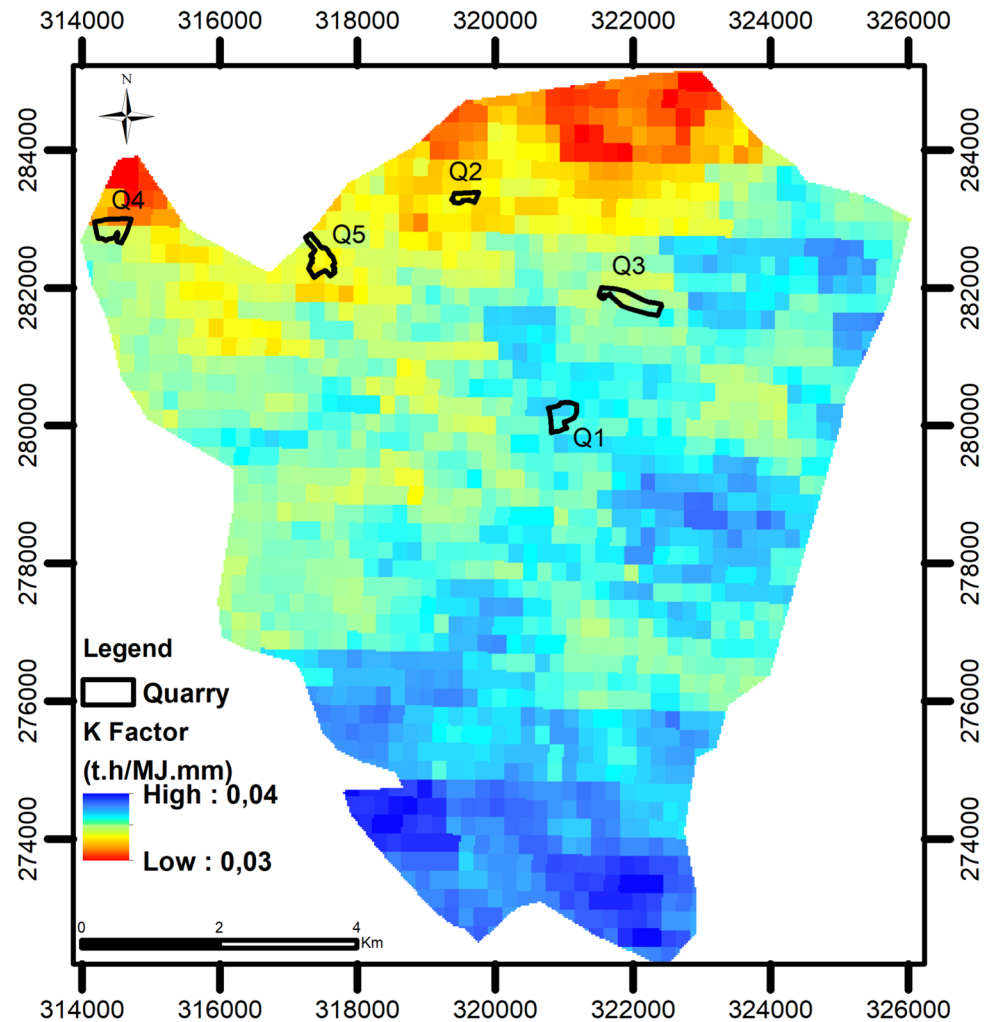 314000 316000 318000 320000 322000 324000 326000
N
284000 284000
Q2
Q4
Q5
Q3
282000 282000
280000 280000
Q1
278000 278000
Legend
Quarry
276000 276000
K Factor
(t.h/MJ.mm)
High : 0,04
Low : 0,03
274000 274000
0 2 4
Km
314000 316000 318000 320000 322000 324000 326000